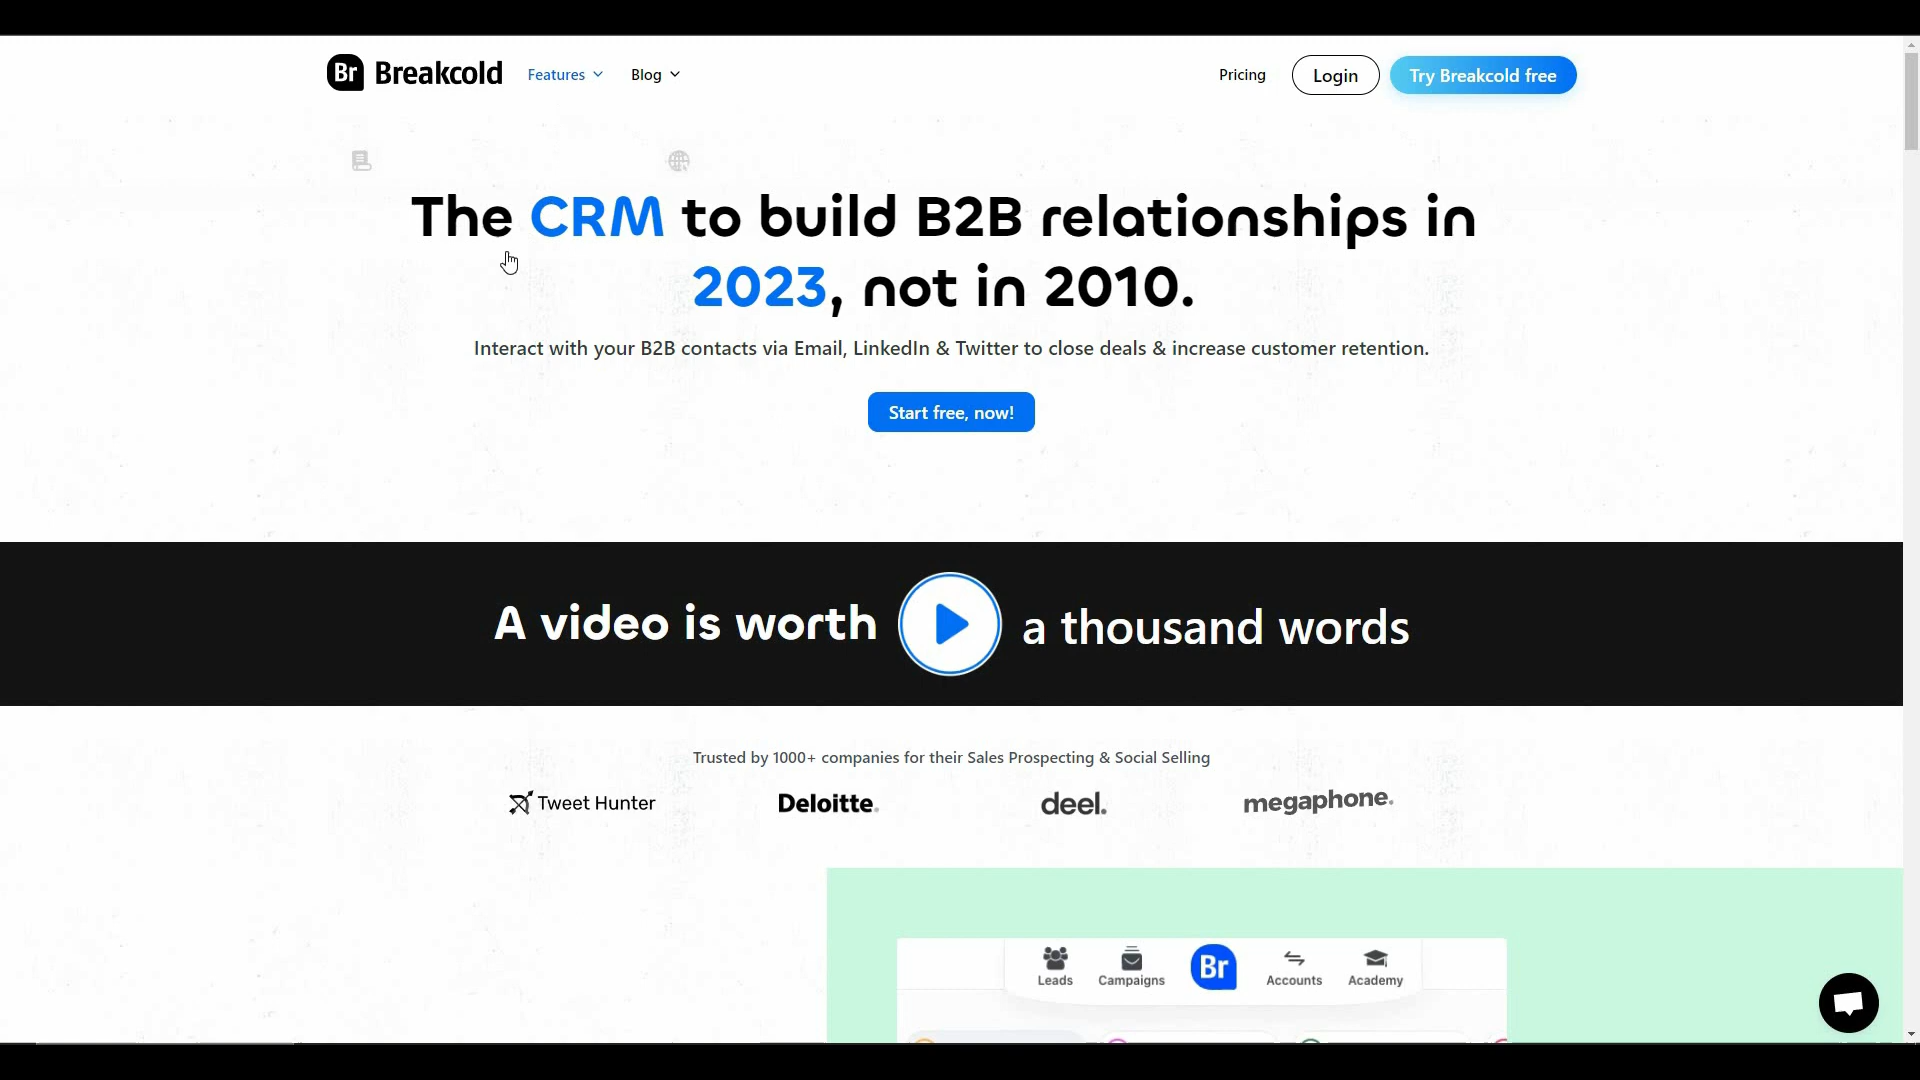 Br Breakcold Features Blog Pricing Login Try Breakcold free
The CRM to build B2B relationships in
2023, not in 2010.
Interact with your B2B contacts via Email, LinkedIn & Twitter to close deals & increase customer retention.
Start free, now!
A video is worth a thousand words
Trusted by 1000+ companies for their Sales Prospecting & Social Selling
Tweet Hunter Deloitte. deel. megaphone.
Leads Campaigns Br Accounts Academy